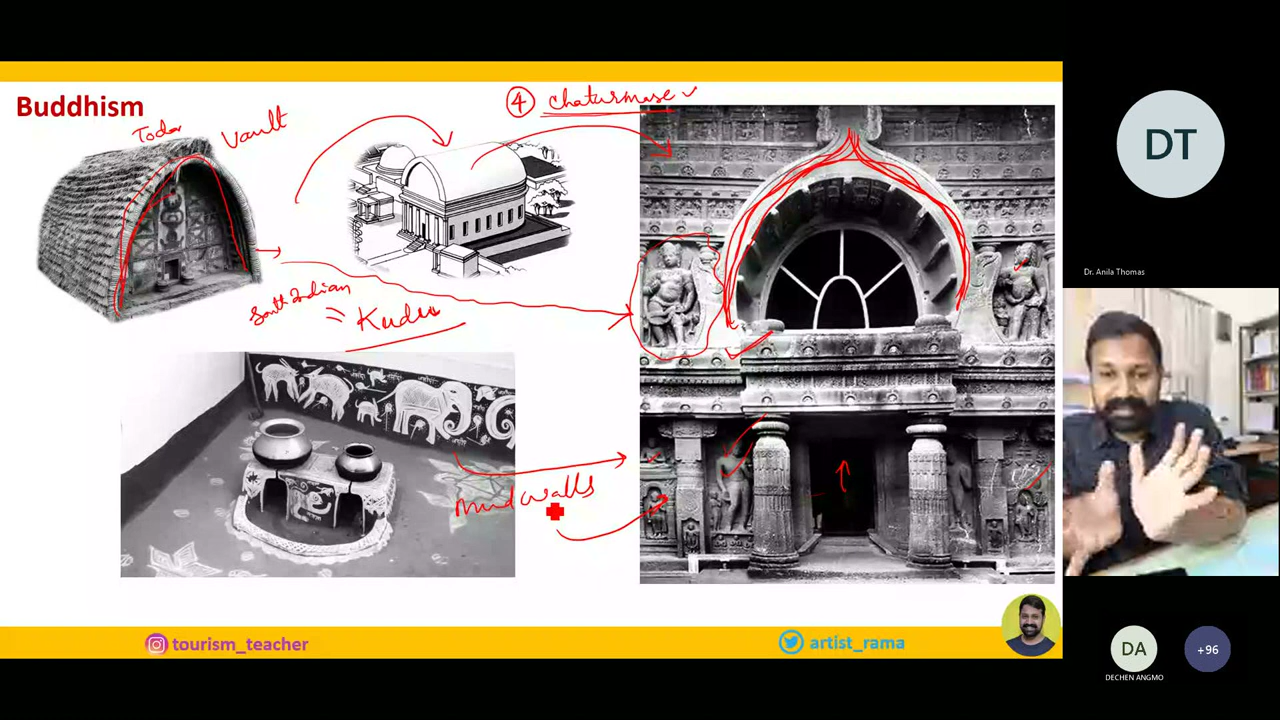 Buddhism
④ Chaturmase
Toda
Vault
South Indian
= Kudu
Mud walls
tourism_teacher
artist_rama
DT
Dr. Anila Thomas
DA
+96
DECHEN ANGMO